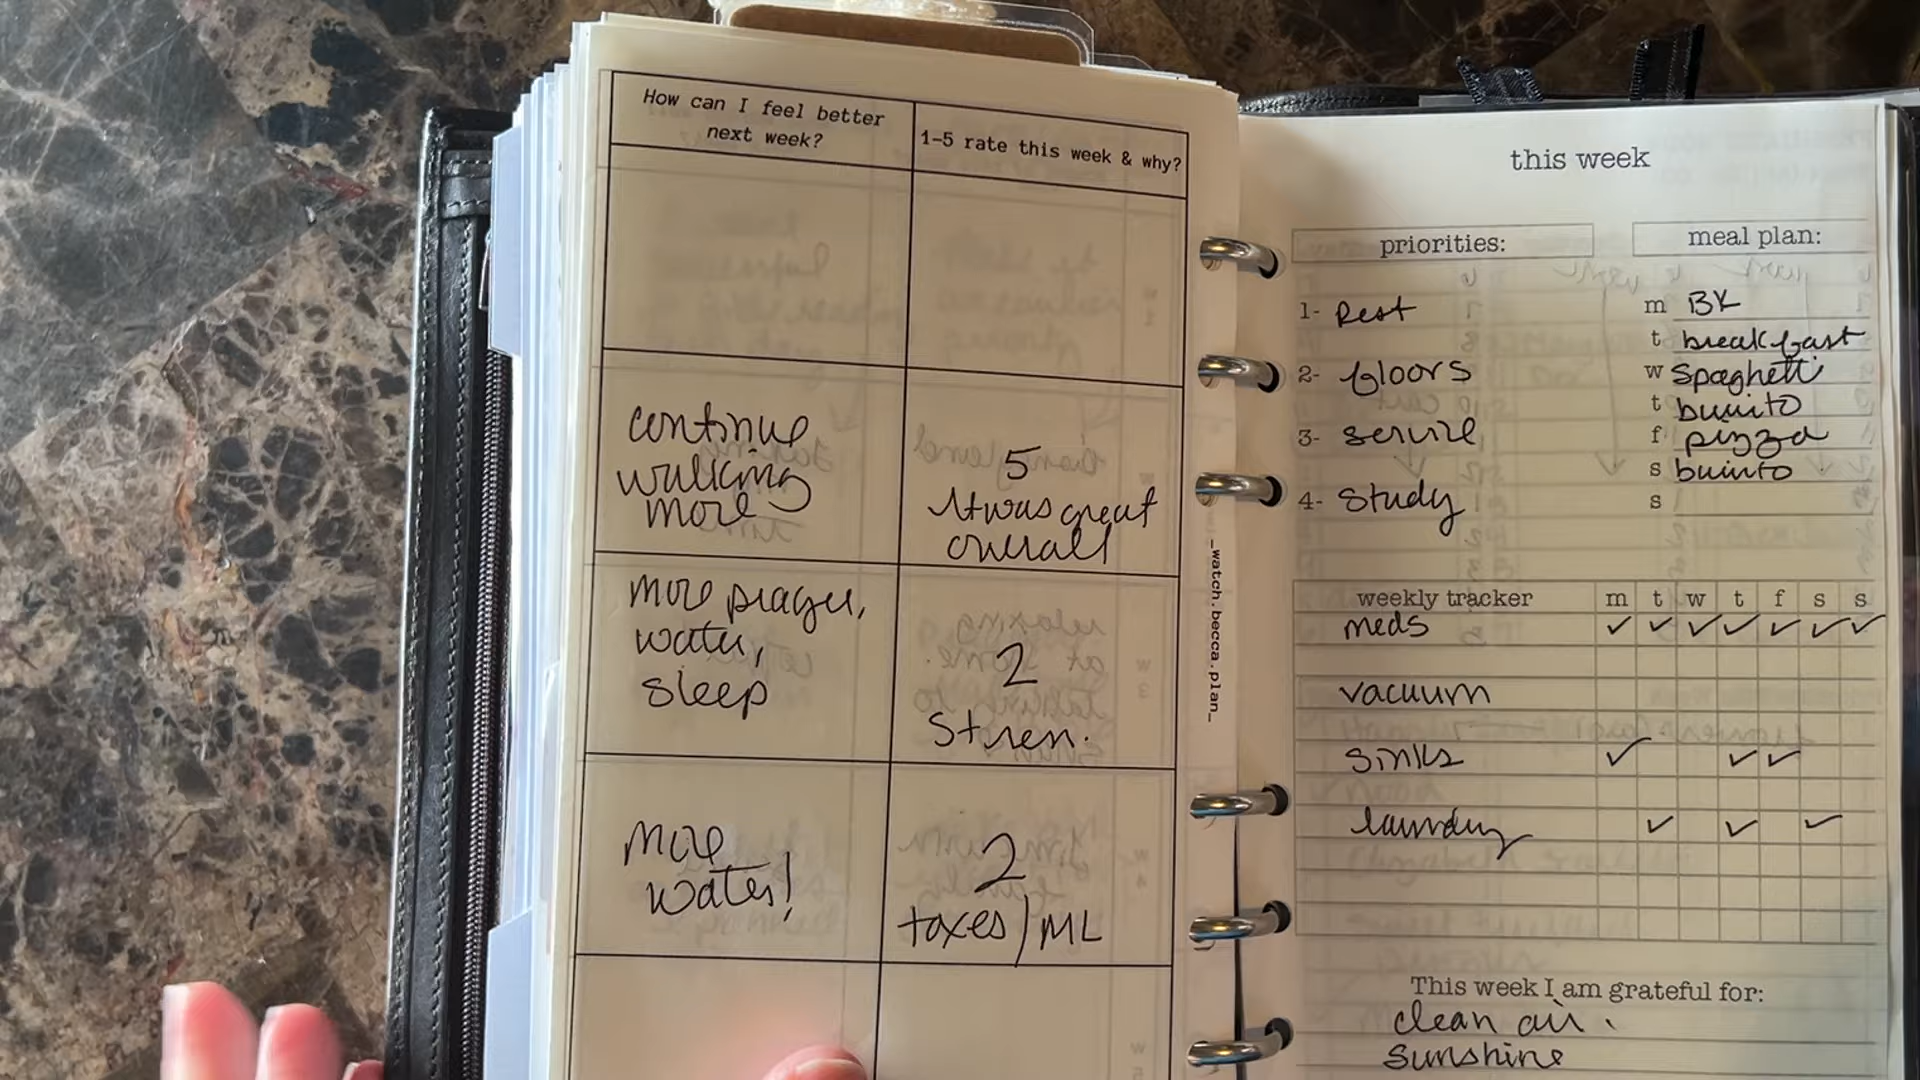 How can I feel better
next week?
1-5 rate this week & why?
continue
walking
more
5
It was great
overall
more prayer,
water,
sleep
2
Stren.
more
water!
2
taxes/ML
_watch.becca.plan_
this week
priorities:
1- Rest
2- floors
3- service
4- Study
meal plan:
m BK
t breakfast
w spaghetti
t burrito
f pizza
s burrito
s
weekly tracker m t w t f s s
meds ✓ ✓ ✓ ✓ ✓ ✓ ✓
vacuum
sinks ✓ ✓ ✓
laundry ✓ ✓ ✓
This week I am grateful for:
clean air.
sunshine